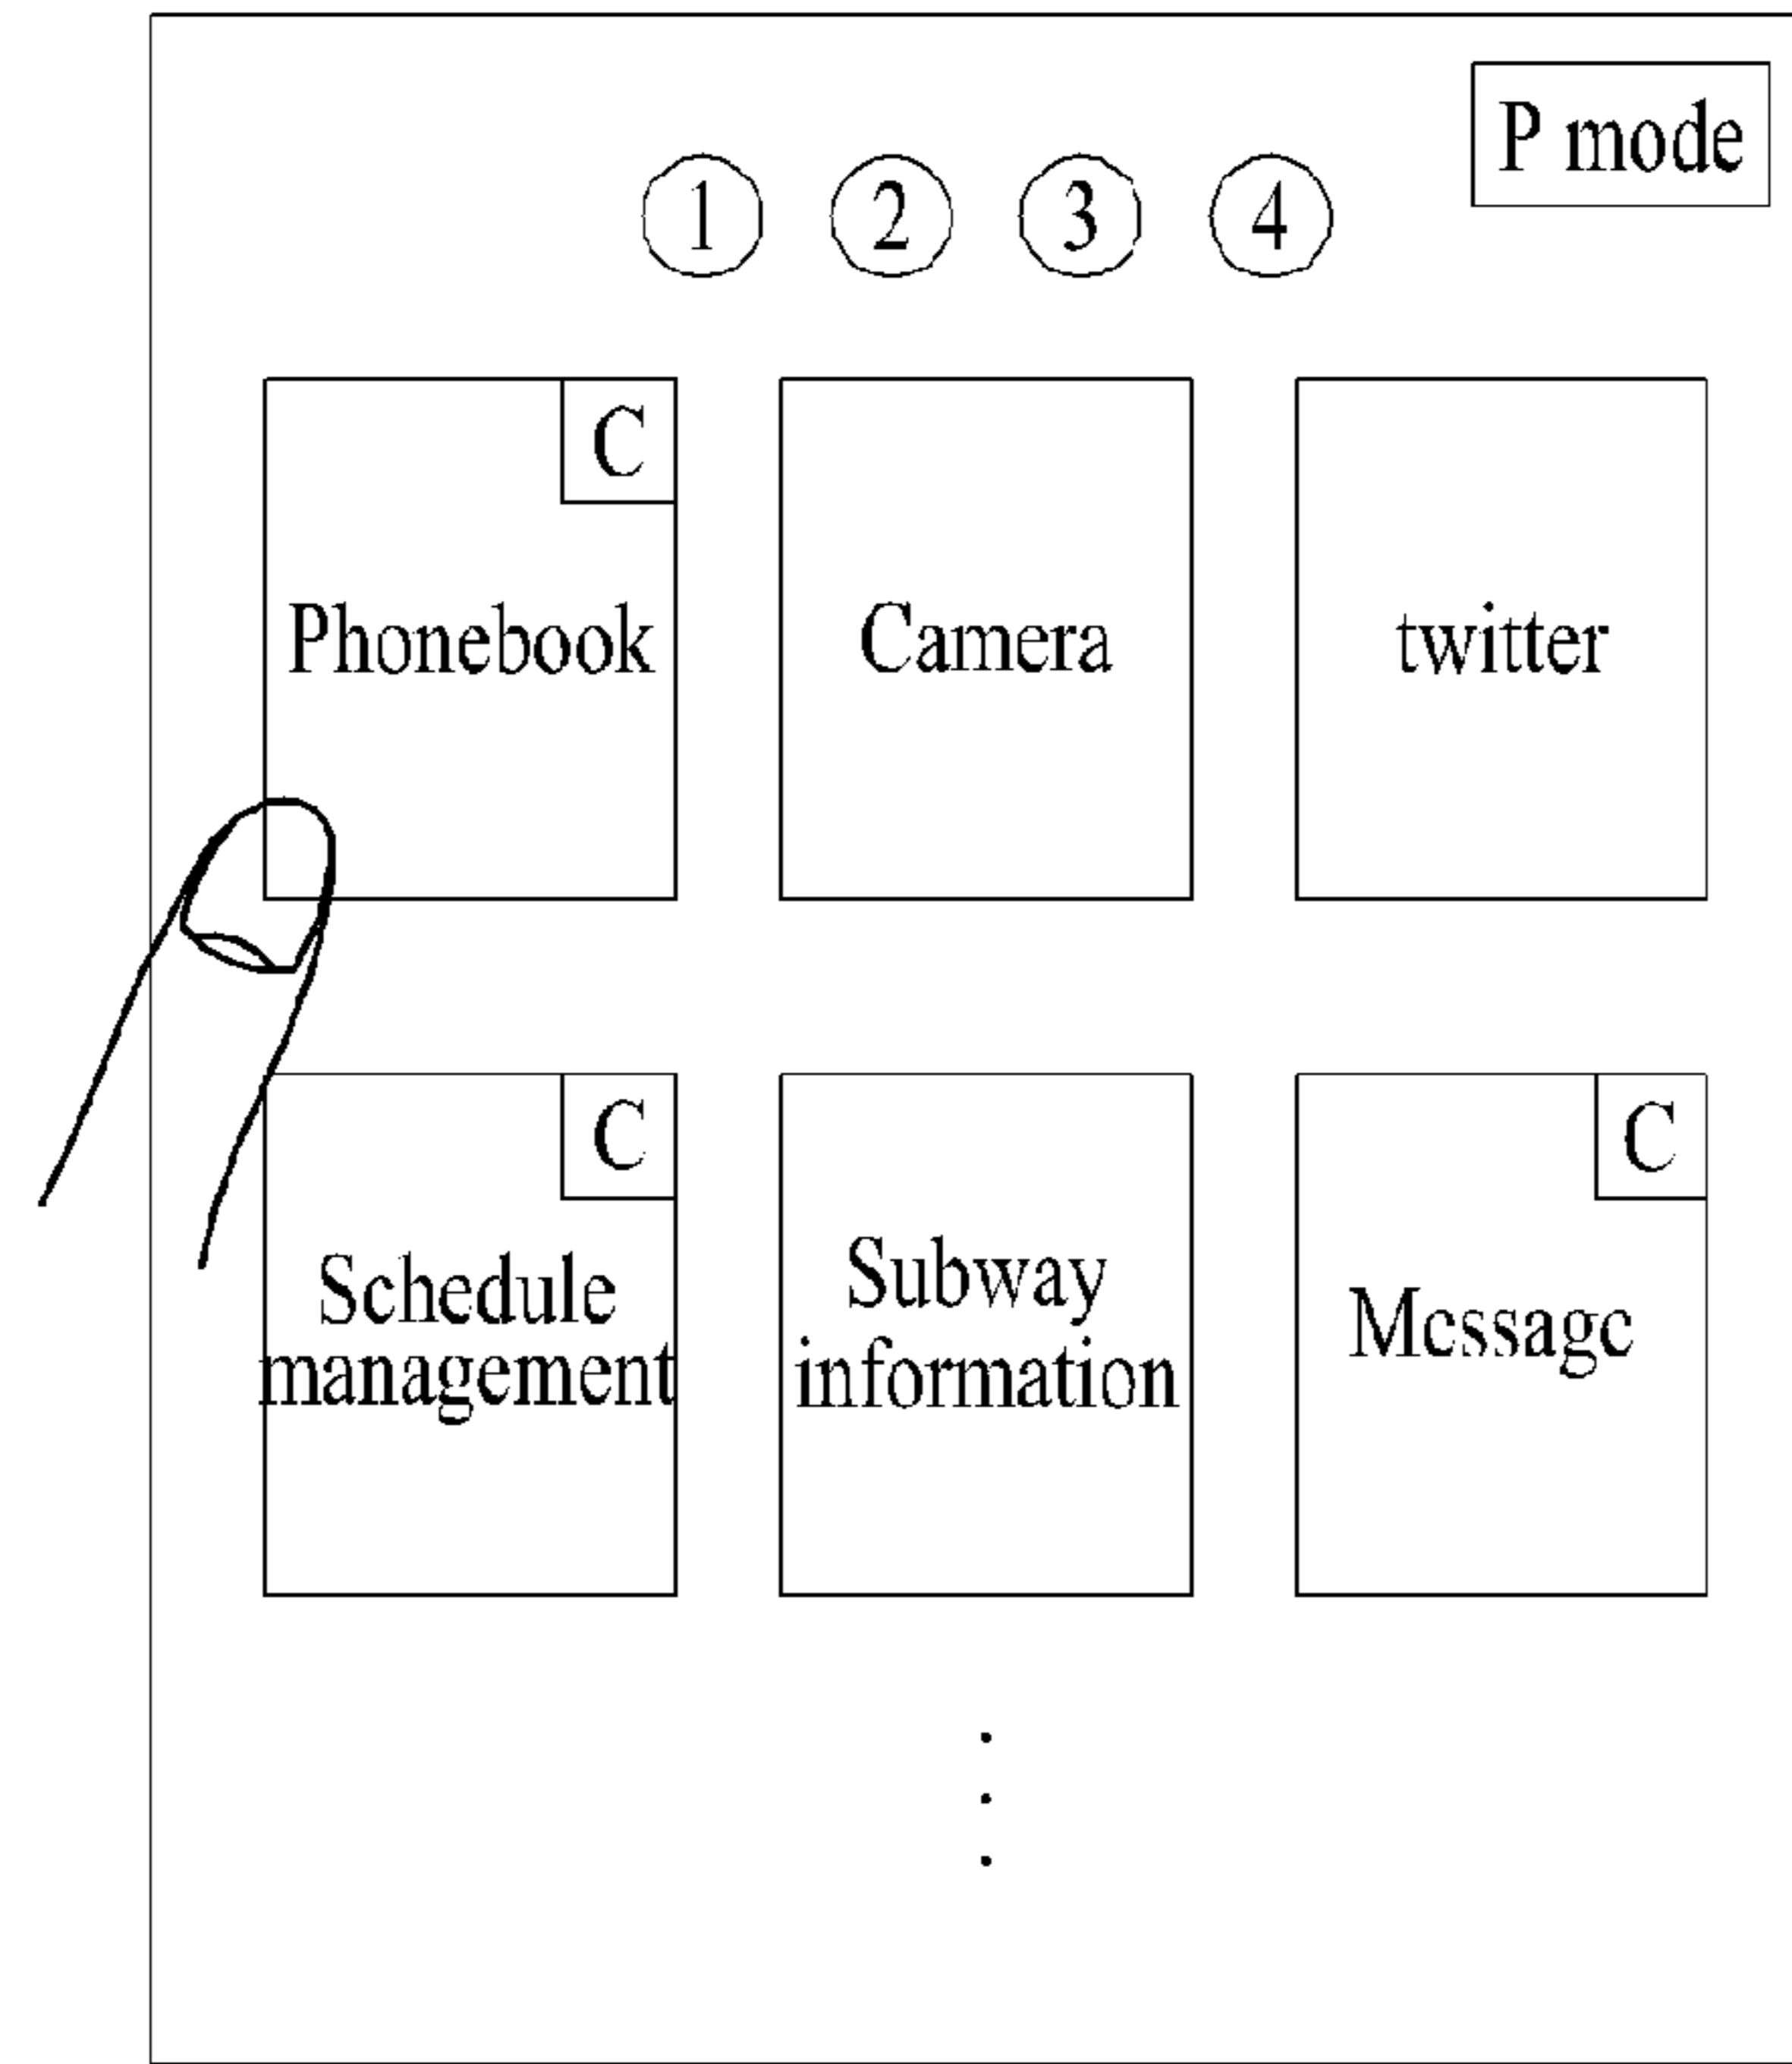 P mode
1 2 3 4
C
Phonebook
Camera
twitter
C
Schedule
management
Subway
information
C
Message